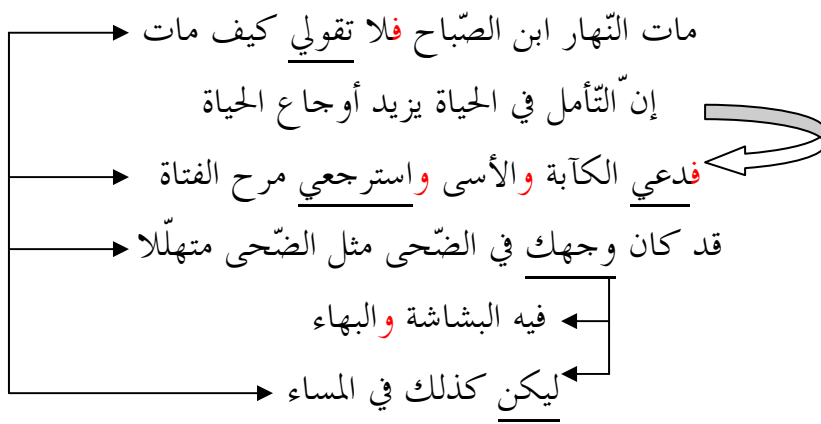 مات النّهار ابن الصّباح فلا تقولي كيف مات
إنّ التّأمل في الحياة يزيد أوجاع الحياة
فدعي الكآبة والأسى واسترجعي مرح الفتاة
قد كان وجهك في الضّحى مثل الضّحى متهلّلا
فيه البشاشة والبهاء
ليكن كذلك في المساء